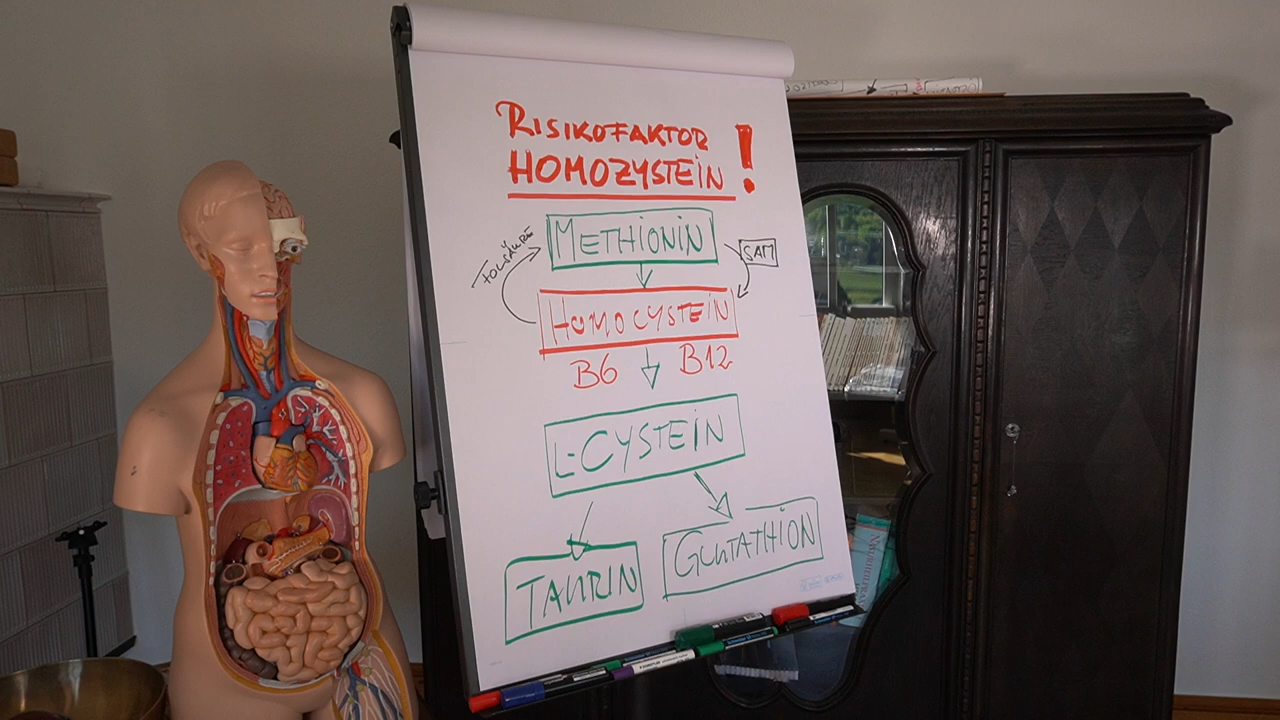 RISIKOFAKTOR
HOMOZYSTEIN !
METHIONIN
FOLSÄURE
SAM
HOMOCYSTEIN
B6 B12
L-CYSTEIN
TAURIN
GLUTATHION